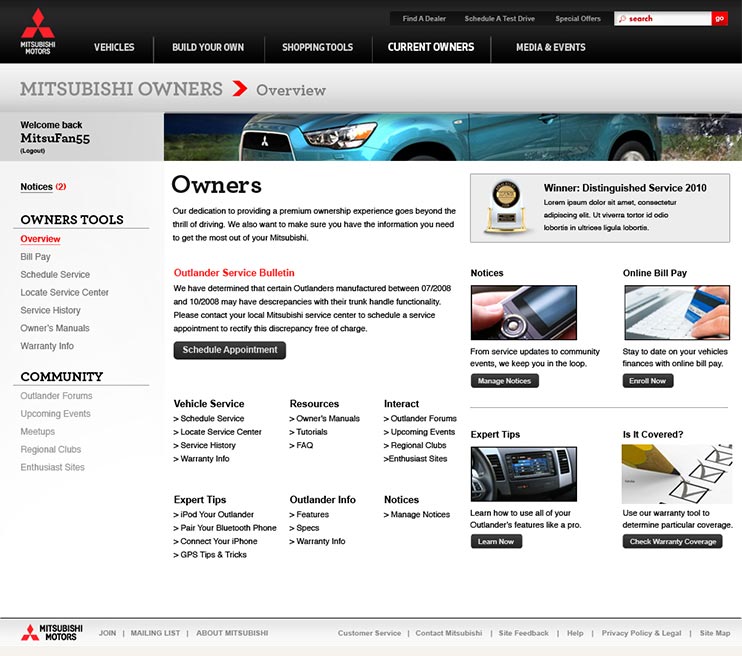 Find A Dealer
Schedule A Test Drive
Special Offers
search
go
MITSUBISHI
MOTORS
VEHICLES
BUILD YOUR OWN
SHOPPING TOOLS
CURRENT OWNERS
MEDIA & EVENTS
MITSUBISHI OWNERS
Overview
Welcome back
MitsuFan55
(Logout)
Notices (2)
OWNERS TOOLS
Overview
Bill Pay
Schedule Service
Locate Service Center
Service History
Owner's Manuals
Warranty Info
COMMUNITY
Outlander Forums
Upcoming Events
Meetups
Regional Clubs
Enthusiast Sites
Owners
Our dedication to providing a premium ownership experience goes beyond the
thrill of driving. We also want to make sure you have the information you need
to get the most out of your Mitsubishi.
Outlander Service Bulletin
We have determined that certain Outlanders manufactured between 07/2008
and 10/2008 may have descrepancies with their trunk handle functionality.
Please contact your local Mitsubishi service center to schedule a service
appointment to rectify this discrepancy free of charge.
Schedule Appointment
Vehicle Service
> Schedule Service
> Locate Service Center
> Service History
> Warranty Info
Resources
> Owner's Manuals
> Tutorials
> FAQ
Interact
> Outlander Forums
> Upcoming Events
> Regional Clubs
>Enthusiast Sites
Expert Tips
> iPod Your Outlander
> Pair Your Bluetooth Phone
> Connect Your iPhone
> GPS Tips & Tricks
Outlander Info
> Features
> Specs
> Warranty Info
Notices
> Manage Notices
Winner: Distinguished Service 2010
Lorem ipsum dolor sit amet, consectetur
adipiscing elit. Ut viverra tortor id odio
lobortis in ultrices ligula lobortis.
Notices
From service updates to community
events, we keep you in the loop.
Manage Notices
Online Bill Pay
Stay to date on your vehicles
finances with online bill pay.
Enroll Now
Expert Tips
Learn how to use all of your
Outlander's features like a pro.
Learn Now
Is It Covered?
Use our warranty tool to
determine particular coverage.
Check Warranty Coverage
MITSUBISHI
MOTORS
JOIN | MAILING LIST | ABOUT MITSUBISHI
Customer Service | Contact Mitsubishi | Site Feedback | Help | Privacy Policy & Legal | Site Map